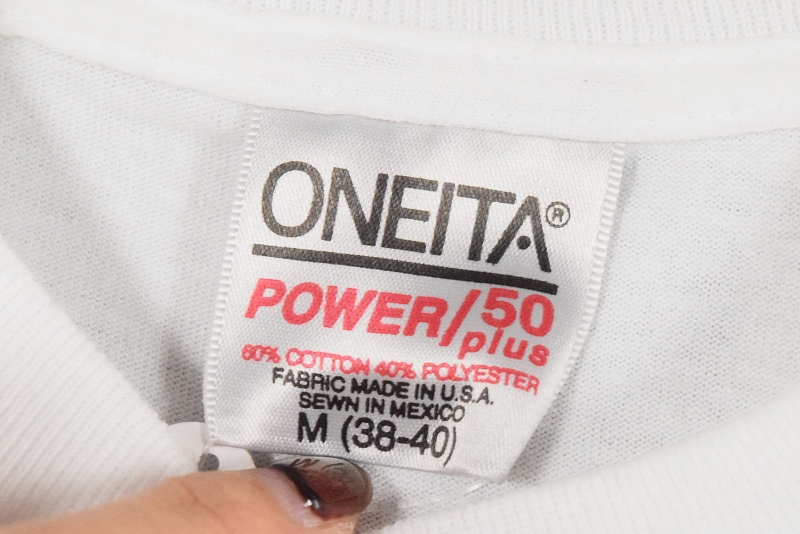 ONEITA®
POWER/50
plus
60% COTTON 40% POLYESTER
FABRIC MADE IN U.S.A.
SEWN IN MEXICO
M (38-40)